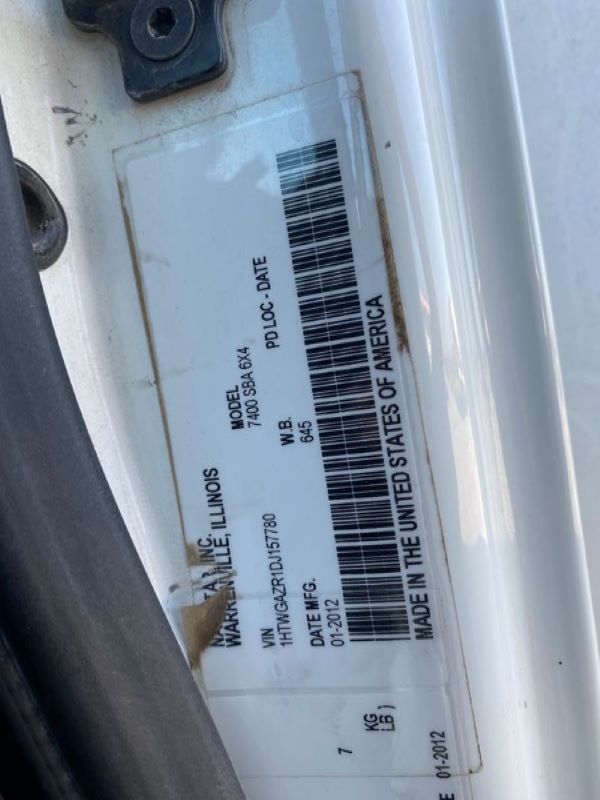 INC.
WARRENVILLE, ILLINOIS
MODEL
7400 SBA 6X4
VIN
1HTWGAZR1DJ157780
W.B.
645
PD LOC - DATE
DATE MFG.
01-2012
MADE IN THE UNITED STATES OF AMERICA
7
KG
LB )
E 01-2012